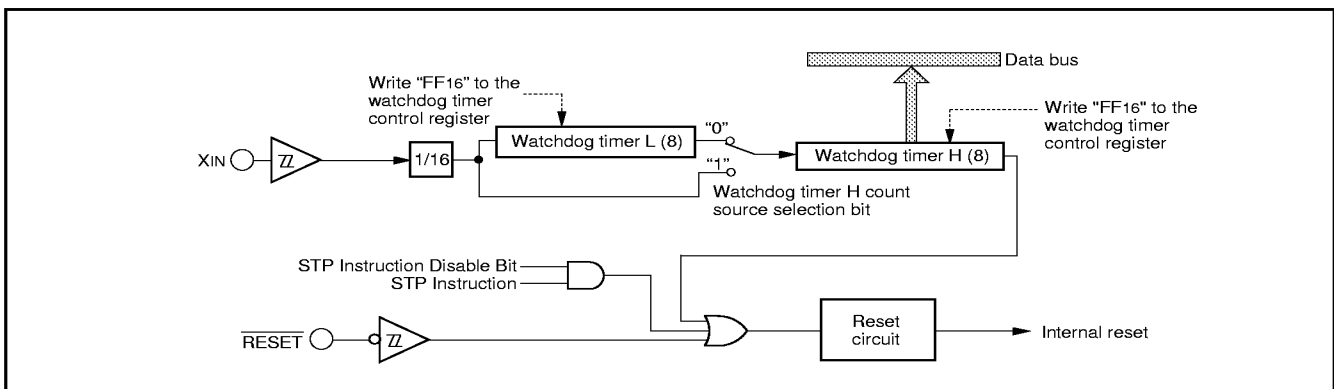 Data bus
Write "FF16" to the
watchdog timer
control register
Write "FF16" to the
watchdog timer
control register
"0"
XIN
1/16
Watchdog timer L (8)
Watchdog timer H (8)
"1"
Watchdog timer H count
source selection bit
STP Instruction Disable Bit
STP Instruction
RESET
Reset
circuit
Internal reset